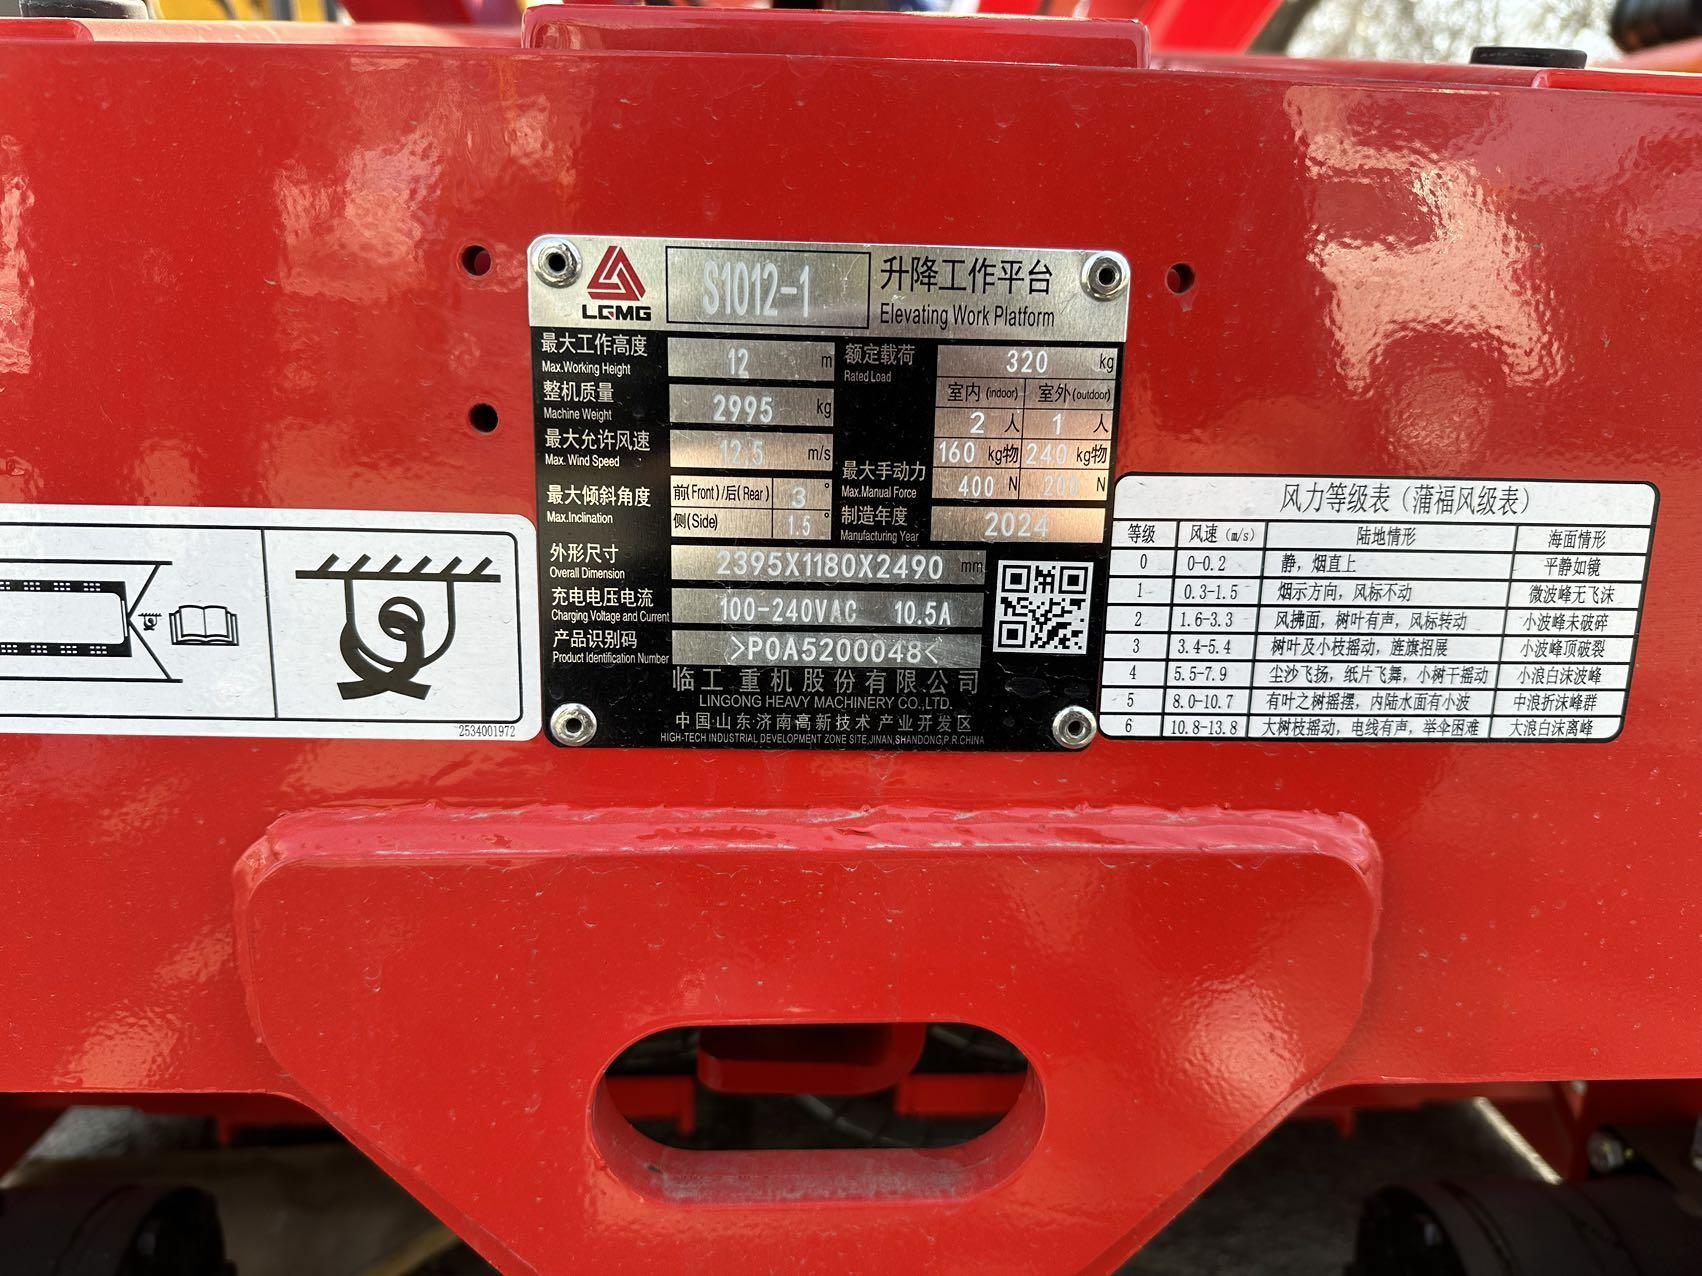 LGMG
S1012-1
升降工作平台
Elevating Work Platform
最大工作高度
Max.Working Height
12 m
整机质量
Machine Weight
2995 kg
最大允许风速
Max. Wind Speed
12.5 m/s
最大倾斜角度
Max.Inclination
前(Front)/后(Rear) 3°
侧(Side) 1.5°
额定载荷
Rated Load
320 kg
室内(indoor) 室外(outdoor)
2 人 1 人
160 kg物 240 kg物
最大手动力
Max.Manual Force
400 N 200 N
制造年度
Manufacturing Year
2024
外形尺寸
Overall Dimension
2395X1180X2490 mm
充电电压电流
Charging Voltage and Current
100-240VAC 10.5A
产品识别码
Product Identification Number
>P0A5200048<
临工重机股份有限公司
LINGONG HEAVY MACHINERY CO.,LTD.
中国·山东·济南高新技术产业开发区
HIGH-TECH INDUSTRIAL DEVELOPMENT ZONE SITE,JINAN,SHANDONG,P.R.CHINA
2534001972
风力等级表（蒲福风级表）
等级 风速（m/s） 陆地情形 海面情形
0 0-0.2 静，烟直上 平静如镜
1 0.3-1.5 烟示方向，风标不动 微波峰无飞沫
2 1.6-3.3 风拂面，树叶有声，风标转动 小波峰未破碎
3 3.4-5.4 树叶及小枝摇动，旌旗招展 小波峰顶破裂
4 5.5-7.9 尘沙飞扬，纸片飞舞，小树干摇动 小浪白沫波峰
5 8.0-10.7 有叶之树摇摆，内陆水面有小波 中浪折沫峰群
6 10.8-13.8 大树枝摇动，电线有声，举伞困难 大浪白沫离峰